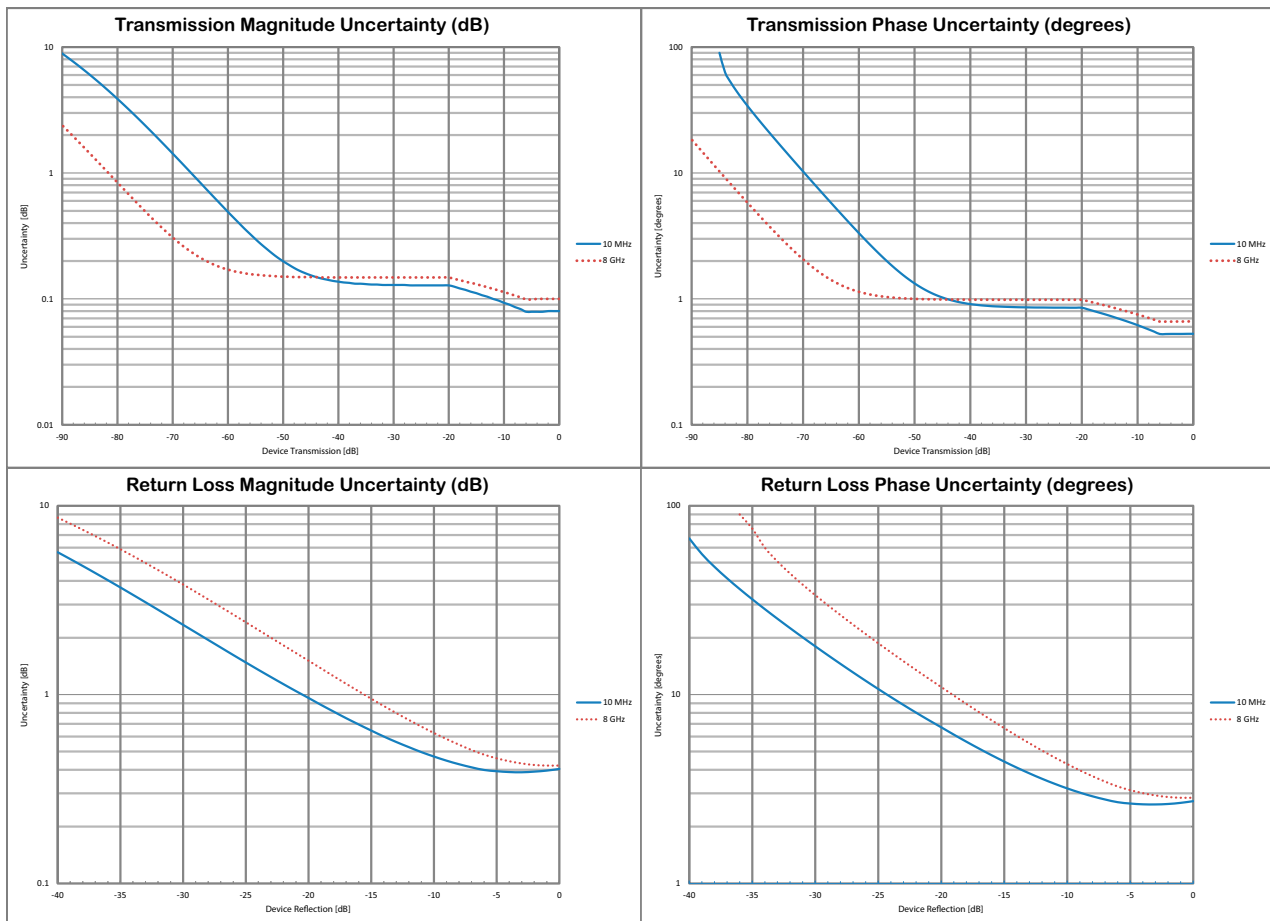 Transmission Magnitude Uncertainty (dB)
10
1
0.1
0.01
Uncertainty [dB]
-90 -80 -70 -60 -50 -40 -30 -20 -10 0
Device Transmission [dB]
10 MHz
8 GHz
Transmission Phase Uncertainty (degrees)
100
10
1
0.1
Uncertainty [degrees]
-90 -80 -70 -60 -50 -40 -30 -20 -10 0
Device Transmission [dB]
10 MHz
8 GHz
Return Loss Magnitude Uncertainty (dB)
10
1
0.1
Uncertainty [dB]
-40 -35 -30 -25 -20 -15 -10 -5 0
Device Reflection [dB]
10 MHz
8 GHz
Return Loss Phase Uncertainty (degrees)
100
10
1
Uncertainty [degrees]
-40 -35 -30 -25 -20 -15 -10 -5 0
Device Reflection [dB]
10 MHz
8 GHz